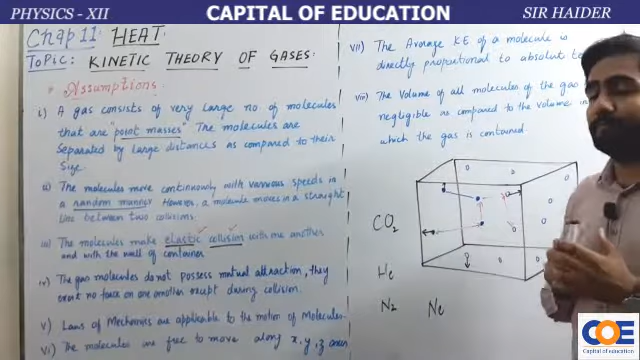 PHYSICS - XII
CAPITAL OF EDUCATION
SIR HAIDER
Chap 11: HEAT
TOPIC: KINETIC THEORY OF GASES:
* Assumptions
i) A gas consists of very large no of molecules
that are "point masses" The molecules are
separated by large distances as compared to their
size
ii) The molecules move continuously with various speeds
in a random manner However, a molecule moves in a straight
line between two collisions
iii) The molecules make elastic collision with one another
and with the wall of container
iv) The gas molecules do not possess mutual attraction, they
exert no force on one another except during collision.
v) Laws of Mechanics are applicable to the motion of Molecules.
vi) The molecules are free to move along x, y, z axes
vii) The Average KE of a molecule is
directly proportional to absolute te
viii) The Volume of all molecules of the gas
negligible as compared to the volume in
which the gas is contained.
CO2
He
N2
Ne
COE
Capital of education